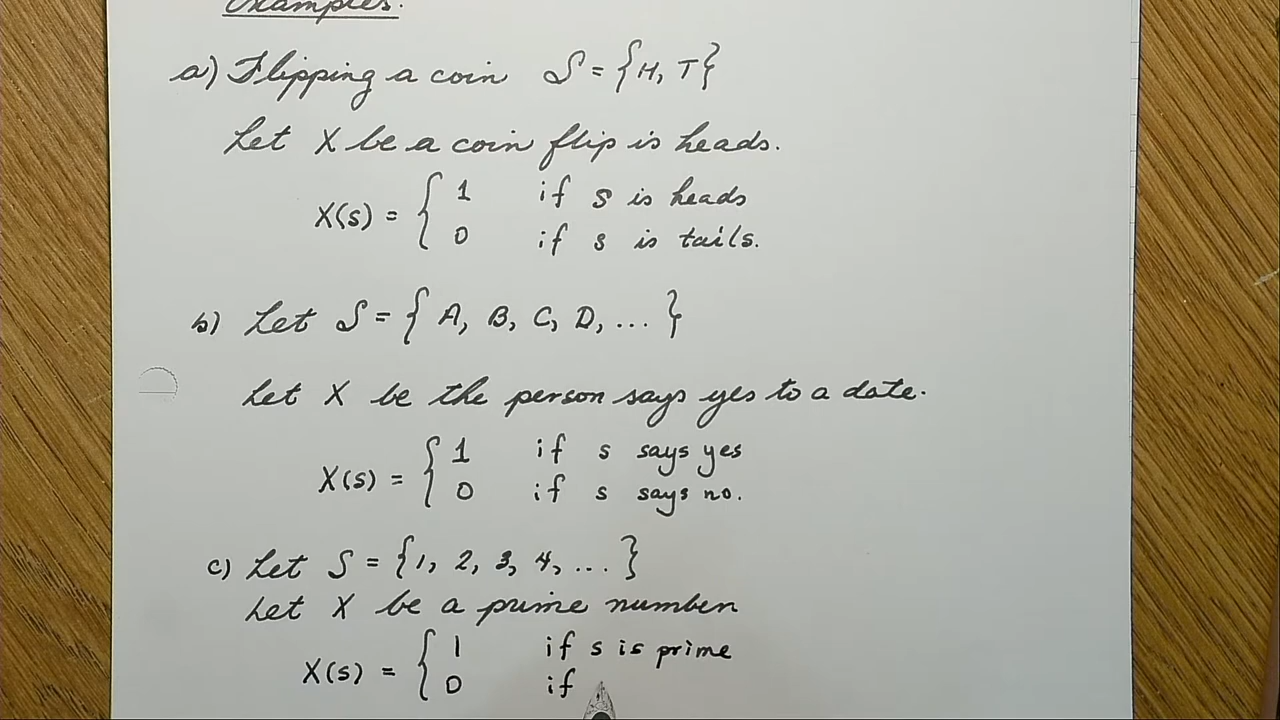 Examples.
a) Flipping a coin S = {H, T}
Let X be a coin flip is heads.
X(s) = { 1 if s is heads
0 if s is tails.
b) Let S = { A, B, C, D, ... }
Let X be the person says yes to a date.
X(s) = { 1 if s says yes
0 if s says no.
c) Let S = {1, 2, 3, 4, ... }
Let X be a prime number
X(s) = { 1 if s is prime
0 if